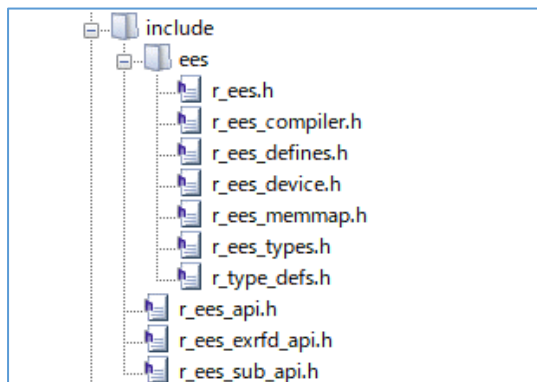 include
ees
r_ees.h
r_ees_compiler.h
r_ees_defines.h
r_ees_device.h
r_ees_memmap.h
r_ees_types.h
r_type_defs.h
r_ees_api.h
r_ees_exrfd_api.h
r_ees_sub_api.h